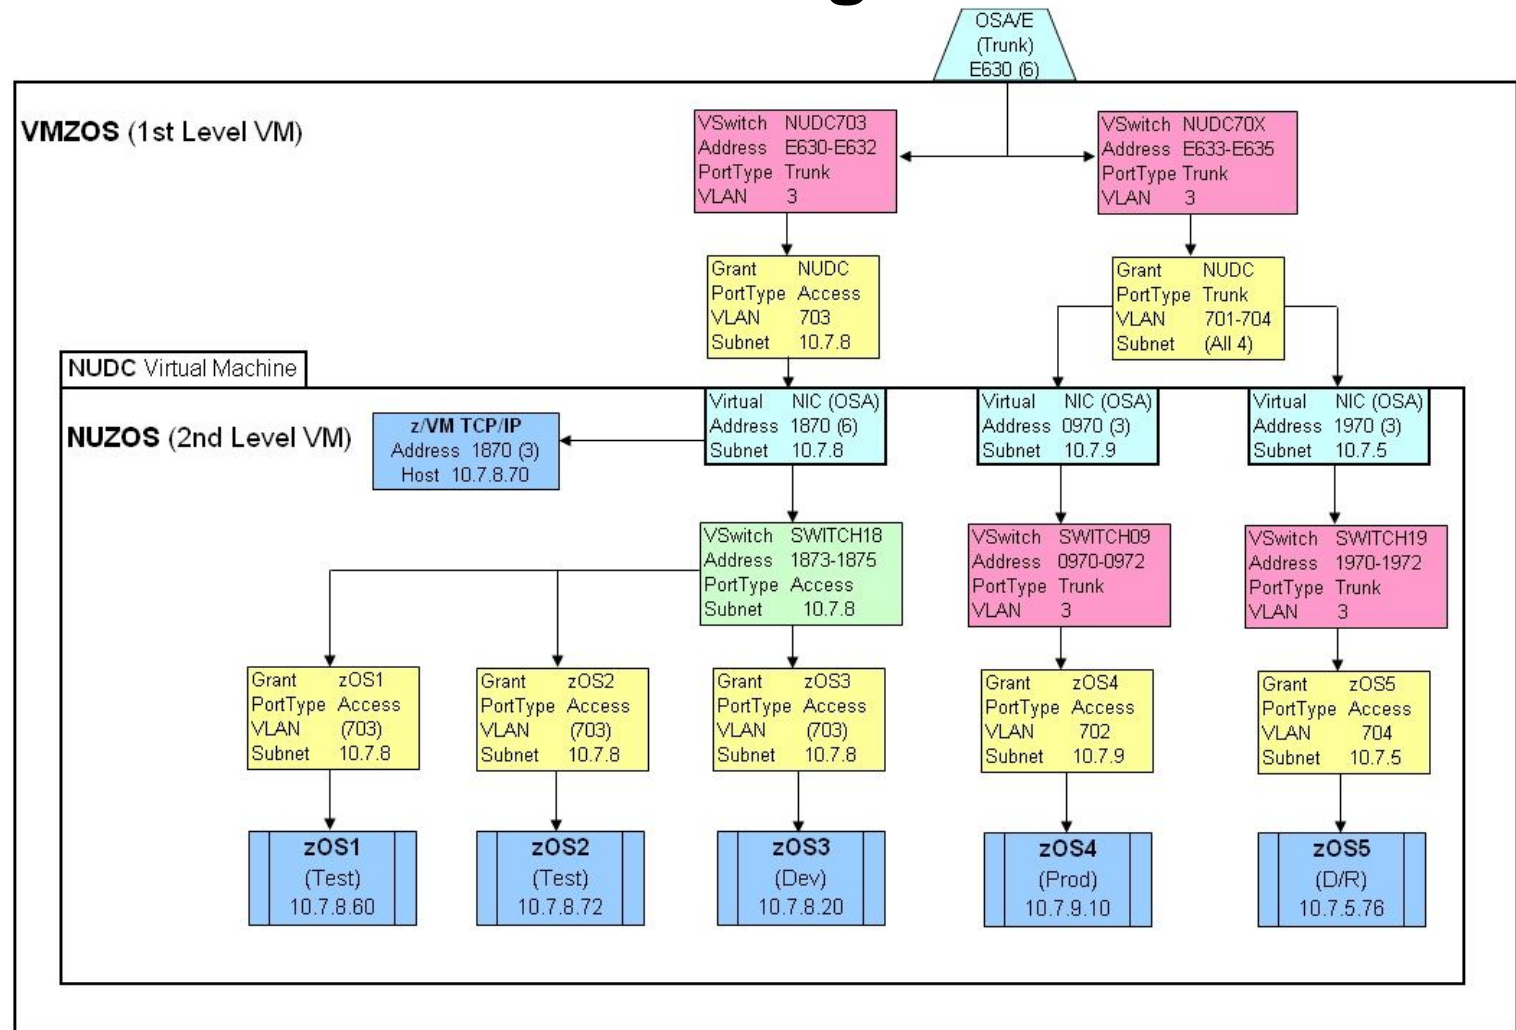 OSA/E
(Trunk)
E630 (6)
VMZOS (1st Level VM)
VSwitch NUDC703
Address E630-E632
PortType Trunk
VLAN 3
VSwitch NUDC70X
Address E633-E635
PortType Trunk
VLAN 3
Grant NUDC
PortType Access
VLAN 703
Subnet 10.7.8
Grant NUDC
PortType Trunk
VLAN 701-704
Subnet (All 4)
NUDC Virtual Machine
NUZOS (2nd Level VM)
z/VM TCP/IP
Address 1870 (3)
Host 10.7.8.70
Virtual NIC (OSA)
Address 1870 (6)
Subnet 10.7.8
Virtual NIC (OSA)
Address 0970 (3)
Subnet 10.7.9
Virtual NIC (OSA)
Address 1970 (3)
Subnet 10.7.5
VSwitch SWITCH18
Address 1873-1875
PortType Access
Subnet 10.7.8
VSwitch SWITCH09
Address 0970-0972
PortType Trunk
VLAN 3
VSwitch SWITCH19
Address 1970-1972
PortType Trunk
VLAN 3
Grant zOS1
PortType Access
VLAN (703)
Subnet 10.7.8
Grant zOS2
PortType Access
VLAN (703)
Subnet 10.7.8
Grant zOS3
PortType Access
VLAN (703)
Subnet 10.7.8
Grant zOS4
PortType Access
VLAN 702
Subnet 10.7.9
Grant zOS5
PortType Access
VLAN 704
Subnet 10.7.5
zOS1
(Test)
10.7.8.60
zOS2
(Test)
10.7.8.72
zOS3
(Dev)
10.7.8.20
zOS4
(Prod)
10.7.9.10
zOS5
(D/R)
10.7.5.76